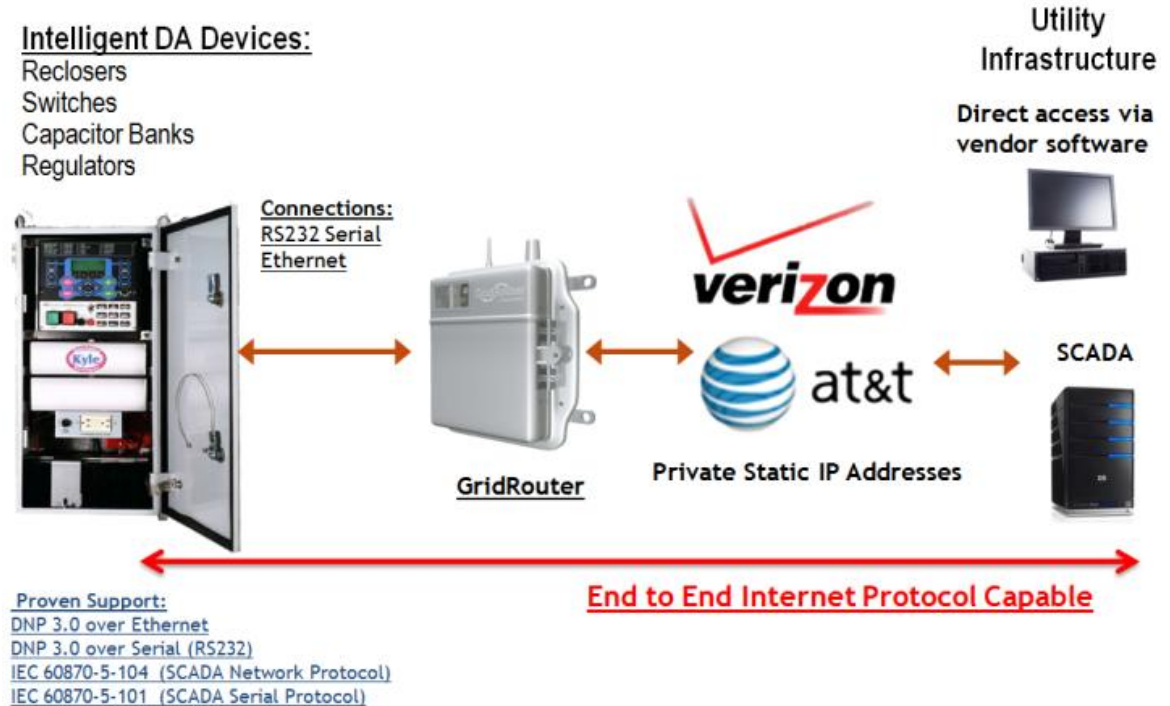 Intelligent DA Devices:
Reclosers
Switches
Capacitor Banks
Regulators
Utility
Infrastructure
Direct access via
vendor software
Connections:
RS232 Serial
Ethernet
Kyle
verizon
at&t
SCADA
GridRouter
Private Static IP Addresses
End to End Internet Protocol Capable
Proven Support:
DNP 3.0 over Ethernet
DNP 3.0 over Serial (RS232)
IEC 60870-5-104 (SCADA Network Protocol)
IEC 60870-5-101 (SCADA Serial Protocol)